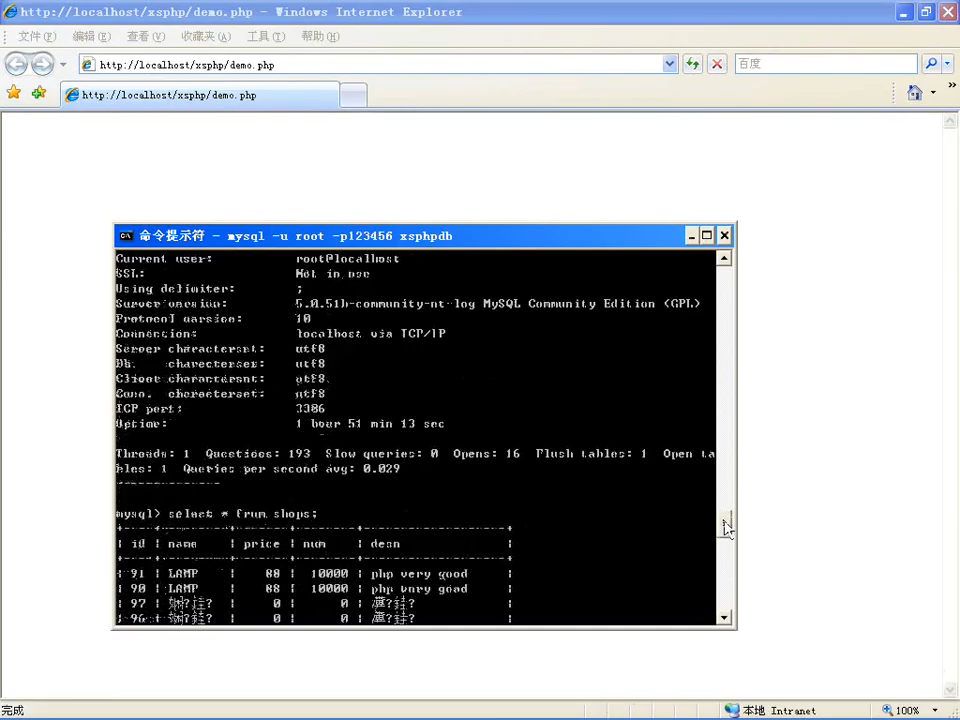 http://localhost/xsphp/demo.php - Windows Internet Explorer
文件(F) 编辑(E) 查看(V) 收藏夹(A) 工具(T) 帮助(H)
http://localhost/xsphp/demo.php 百度
http://localhost/xsphp/demo.php
命令提示符 - mysql -u root -p123456 xsphpdb
Current user: root@localhost
SSL: Not in use
Using delimiter: ;
Server version: 5.0.51b-community-nt-log MySQL Community Edition (GPL)
Protocol version: 10
Connection: localhost via TCP/IP
Server characterset: utf8
Db characterset: utf8
Client characterset: utf8
Conn. characterset: utf8
TCP port: 3306
Uptime: 1 hour 51 min 13 sec
Threads: 1 Questions: 193 Slow queries: 0 Opens: 16 Flush tables: 1 Open ta
bles: 1 Queries per second avg: 0.029
mysql> select * from shops;
| id | name | price | num | desn |
| 91 | LAMP | 88 | 10000 | php very good |
| 90 | LAMP | 88 | 10000 | php very good |
| 97 | 0 | 0 |
| 96 | 0 | 0 |
完成 本地 Intranet 100%